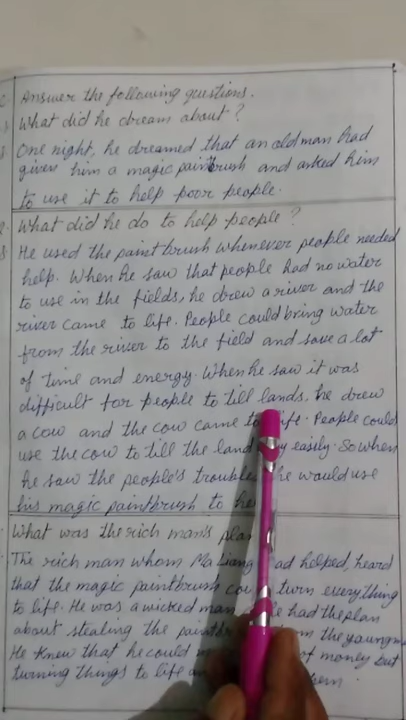 C. Answer the following questions.
1. What did he dream about?
One night, he dreamed that an old man had
given him a magic paintbrush and asked him
to use it to help poor people.
2. What did he do to help people?
He used the paintbrush whenever people needed
help. When he saw that people had no water
to use in the fields, he drew a river and the
river came to life. People could bring water
from the river to the field and save a lot
of time and energy. When he saw it was
difficult for people to till lands, he drew
a cow and the cow came to life. People could
use the cow to till the land easily. So when
he saw the people's trouble he would use
his magic paintbrush to
What was the rich man's plan
The rich man whom Ma Liang had helped, heard
that the magic paintbrush could turn everything
to life. He was a wicked man he had the plan
about stealing the paintbrush from the young
He knew that he could of money but
turning things to life